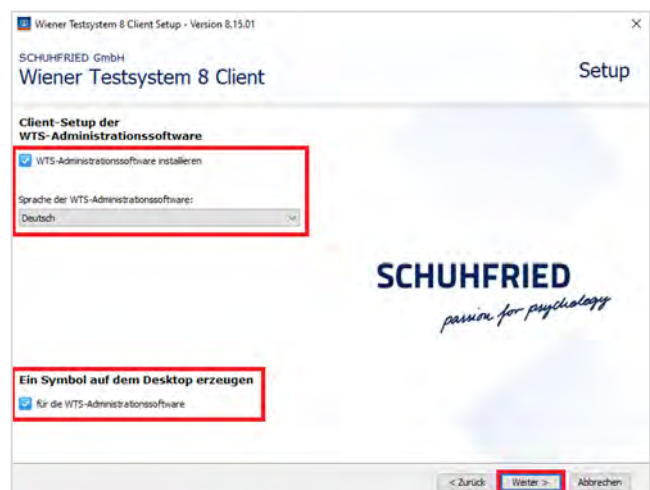 Wiener Testsystem 8 Client Setup - Version 8.15.01
SCHUHFRIED GmbH
Wiener Testsystem 8 Client
Setup
Client-Setup der
WTS-Administrationssoftware
WTS-Administrationssoftware installieren
Sprache der WTS-Administrationssoftware:
Deutsch
SCHUHFRIED
passion for psychology
Ein Symbol auf dem Desktop erzeugen
für die WTS-Administrationssoftware
< Zurück
Weiter >
Abbrechen